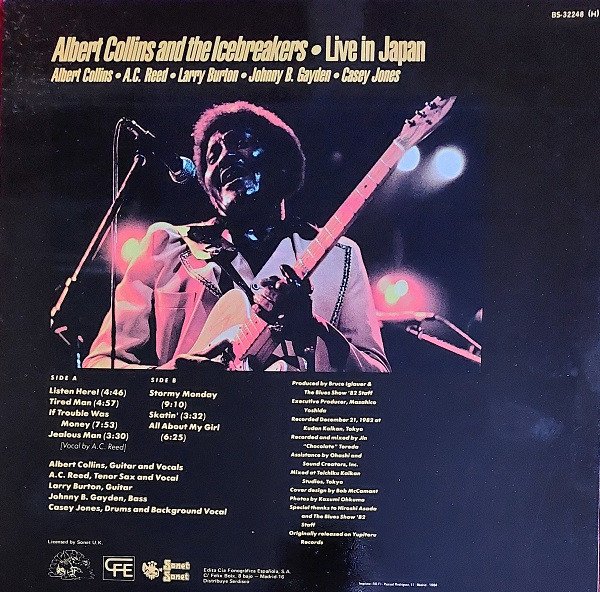 BS-32248 (H)
Albert Collins and the Icebreakers • Live in Japan
Albert Collins • A.C. Reed • Larry Burton • Johnny B. Gayden • Casey Jones
SIDE A
Listen Here! (4:46)
Tired Man (4:57)
If Trouble Was
Money (7:53)
Jealous Man (3:30)
[Vocal by A.C. Reed]
SIDE B
Stormy Monday
(9:10)
Skatin' (3:32)
All About My Girl
(6:25)
Albert Collins, Guitar and Vocals
A.C. Reed, Tenor Sax and Vocal
Larry Burton, Guitar
Johnny B. Gayden, Bass
Casey Jones, Drums and Background Vocal
Produced by Bruce Iglauer &
The Blues Show '82 Staff
Executive Producer, Masahico
Yoshida
Recorded December 21, 1982 at
Kudan Kaikan, Tokyo
Recorded and mixed by Jin
"Chocolate" Terada
Assistance by Ohashi and
Sound Creators, Inc.
Mixed at Teichiku Kaikan
Studios, Tokyo
Cover design by Bob McCamant
Photos by Kazumi Ohkuma
Special thanks to Hiroshi Asada
and The Blues Show '82
Staff
Originally released on Yupiteru
Records
Licensed by Sonet U.K.
CFE
Sonet
Sonet
Edita Cía Fonográfica Española, S.A.
C/ Felix Boix, 8 bajo - Madrid-16
Distribuye Serdisco